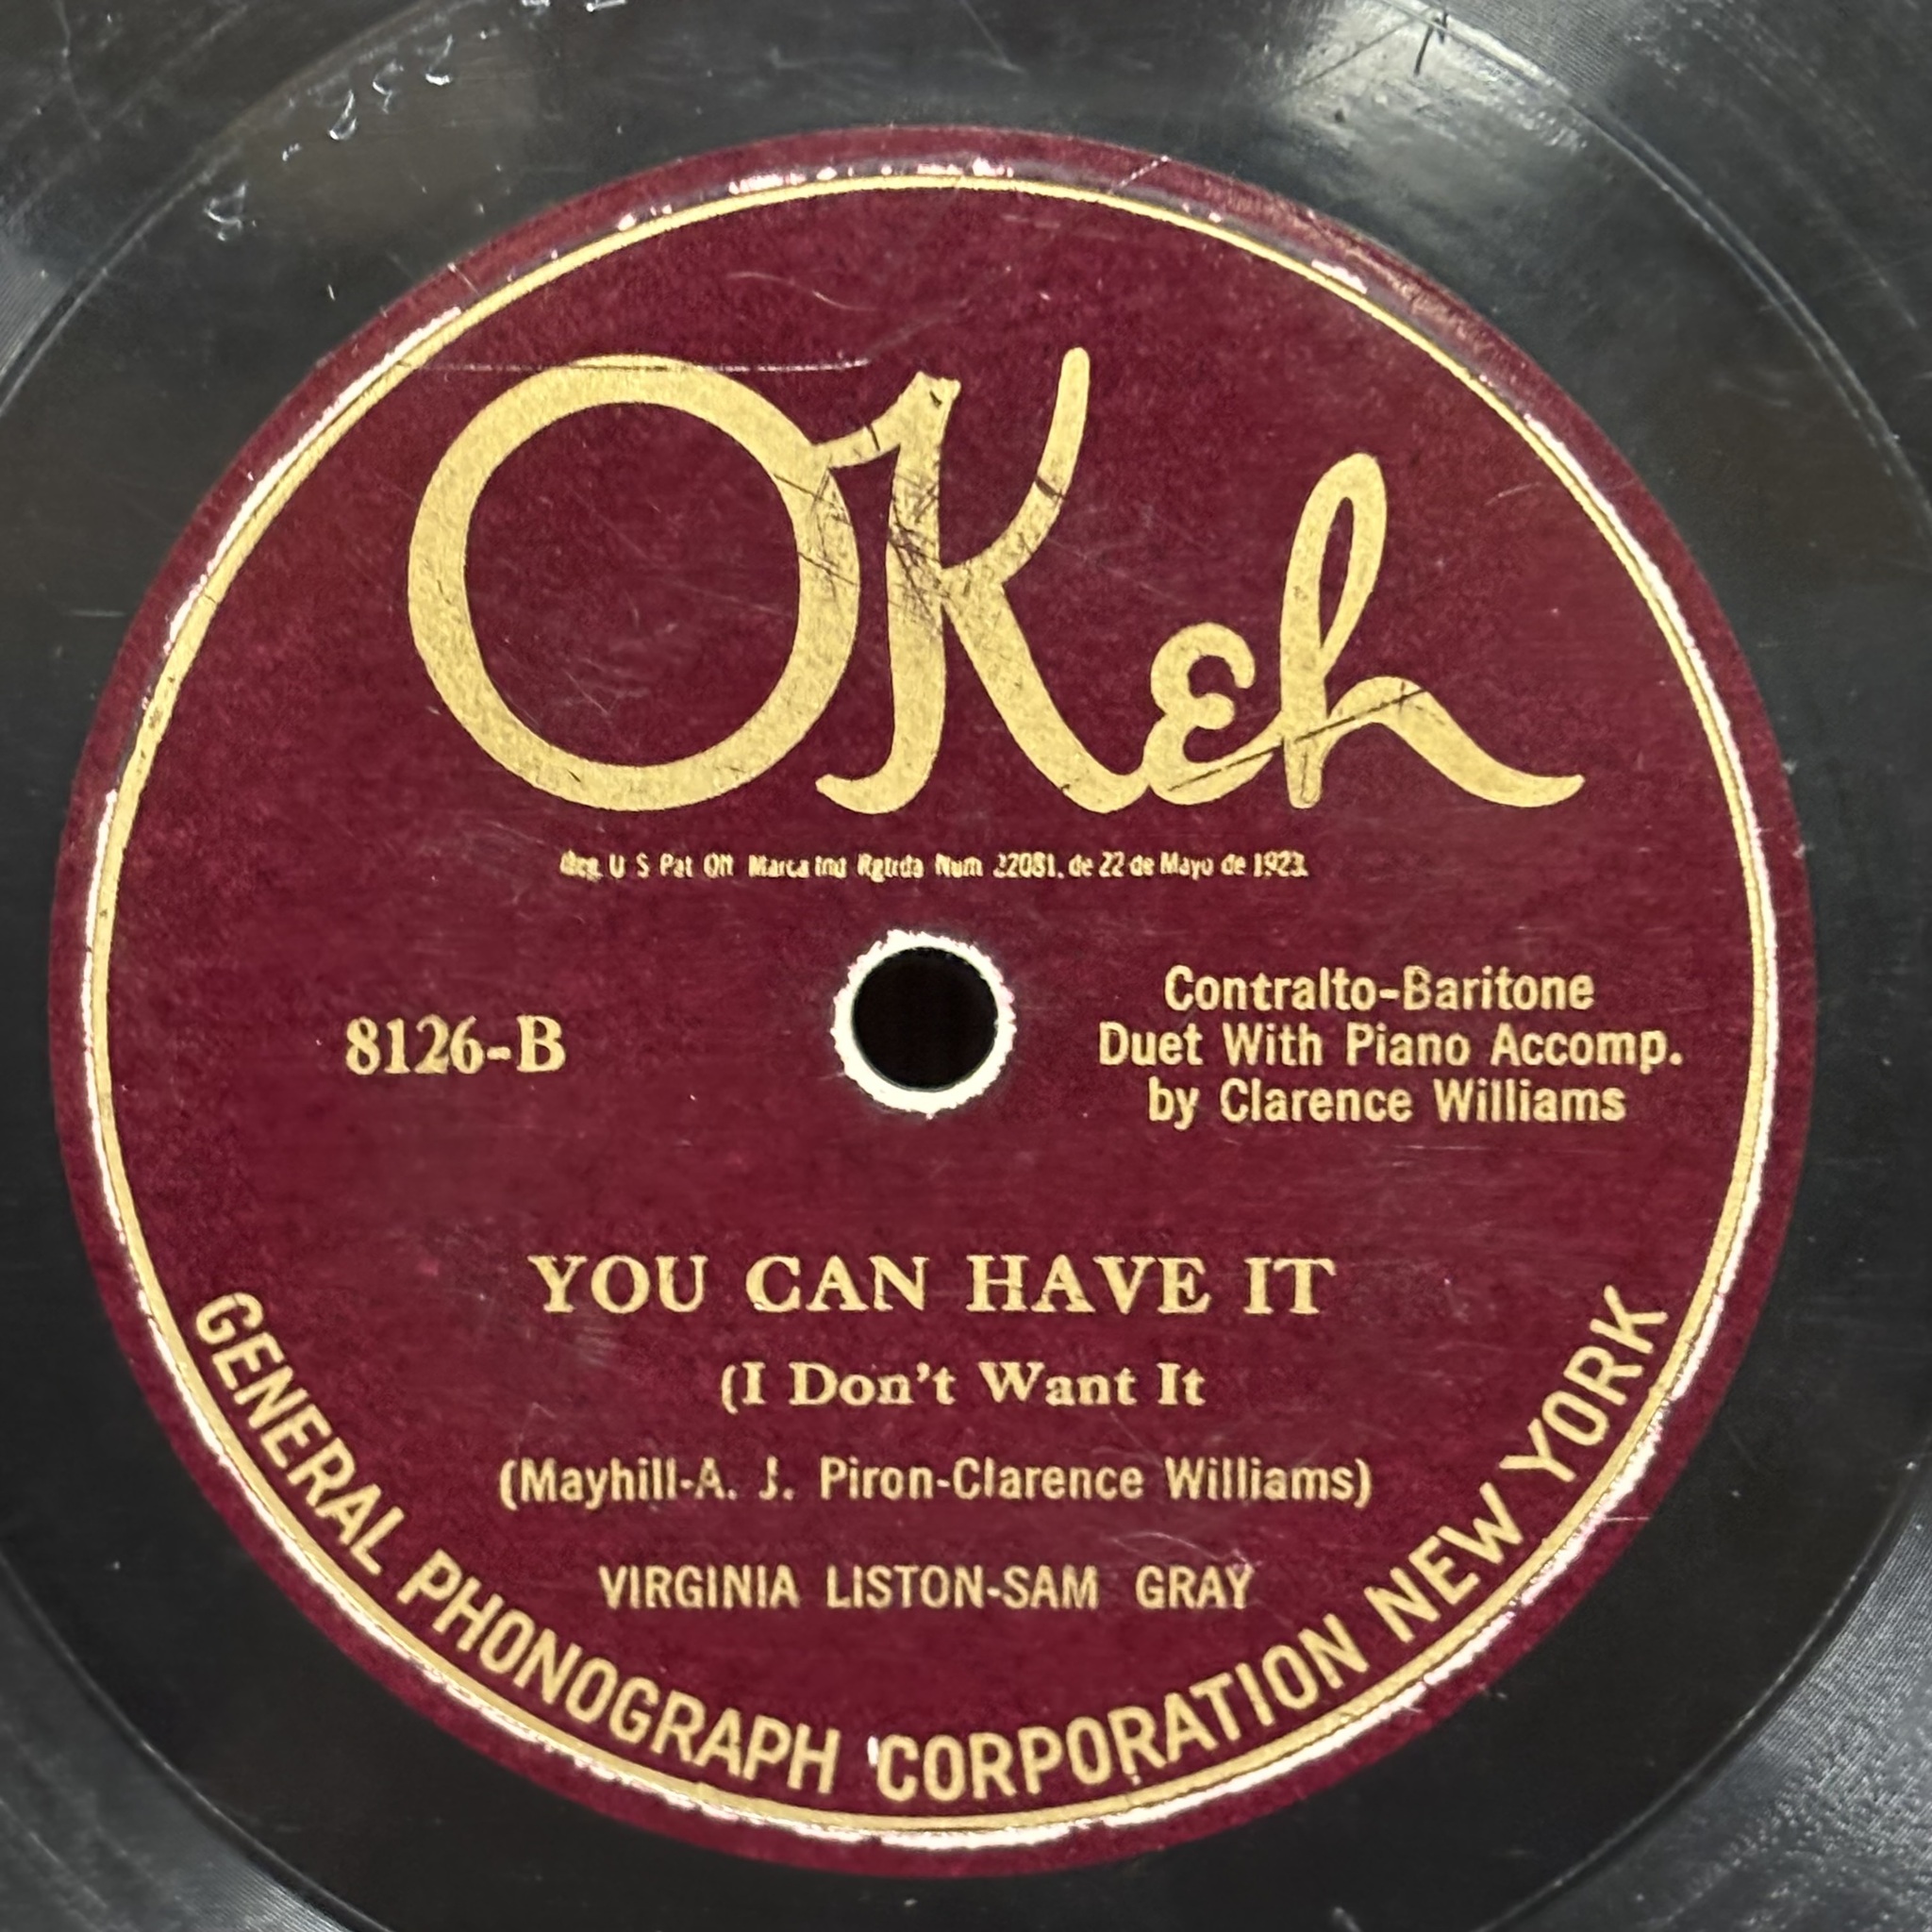 OKeh
Reg. U S Pat Off Marca Ind Rgtrda Num 22081. de 22 de Mayo de 1923.
8126-B
Contralto-Baritone
Duet With Piano Accomp.
by Clarence Williams
YOU CAN HAVE IT
(I Don't Want It
(Mayhill-A. J. Piron-Clarence Williams)
VIRGINIA LISTON-SAM GRAY
GENERAL PHONOGRAPH CORPORATION NEW YORK